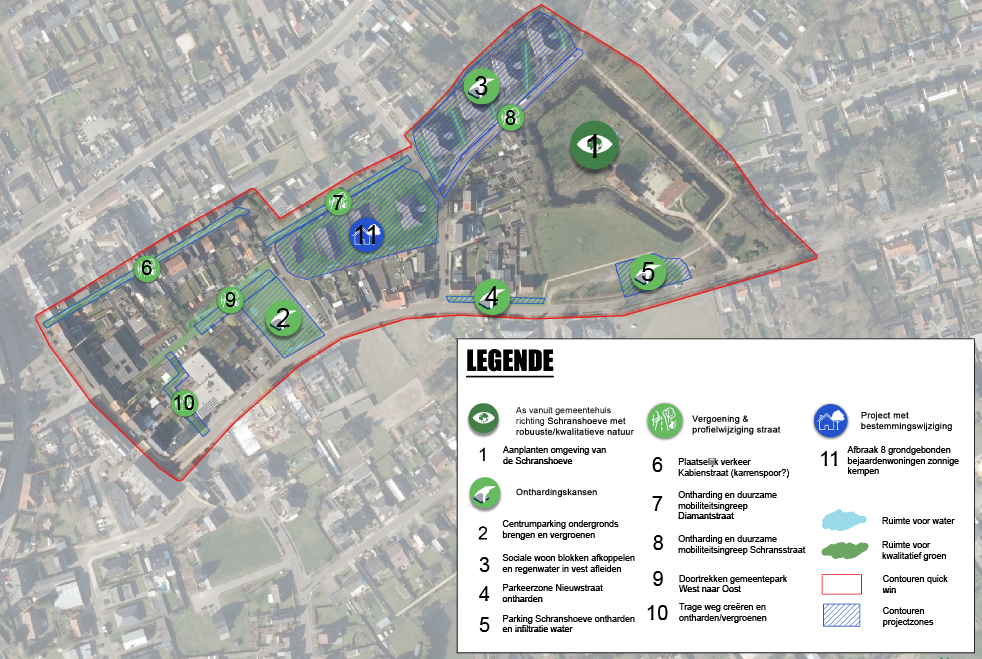 3
8
1
7
11
6
5
9
4
2
10
LEGENDE
As vanuit gemeentehuis
richting Schranshoeve met
robuuste/kwalitatieve natuur
1
Aanplanten omgeving van
de Schranshoeve
Onthardingskansen
2
Centrumparking ondergronds
brengen en vergroenen
3
Sociale woon blokken afkoppelen
en regenwater in vest afleiden
4
Parkeerzone Nieuwstraat
ontharden
5
Parking Schranshoeve ontharden
en infiltratie water
Vergoening &
profielwijziging straat
6
Plaatselijk verkeer
Kabienstraat (karrenspoor?)
7
Ontharding en duurzame
mobiliteitsingreep
Diamantstraat
8
Ontharding en duurzame
mobiliteitsingreep Schransstraat
9
Doortrekken gemeentepark
West naar Oost
10
Trage weg creëren en
ontharden/vergroenen
Project met
bestemmingswijziging
11
Afbraak 8 grondgebonden
bejaardenwoningen zonnige
kempen
Ruimte voor water
Ruimte voor
kwalitatief groen
Contouren quick
win
Contouren
projectzones